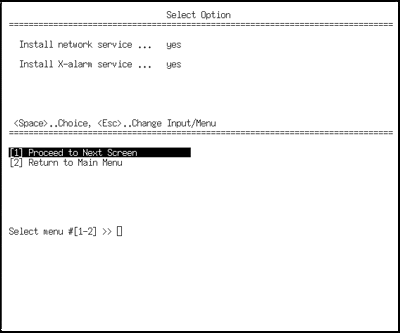 Select Option
Install network service ... yes
Install X-alarm service ... yes
<Space>..Choice, <Esc>..Change Input/Menu
[1] Proceed to Next Screen
[2] Return to Main Menu
Select menu #[1-2] >>